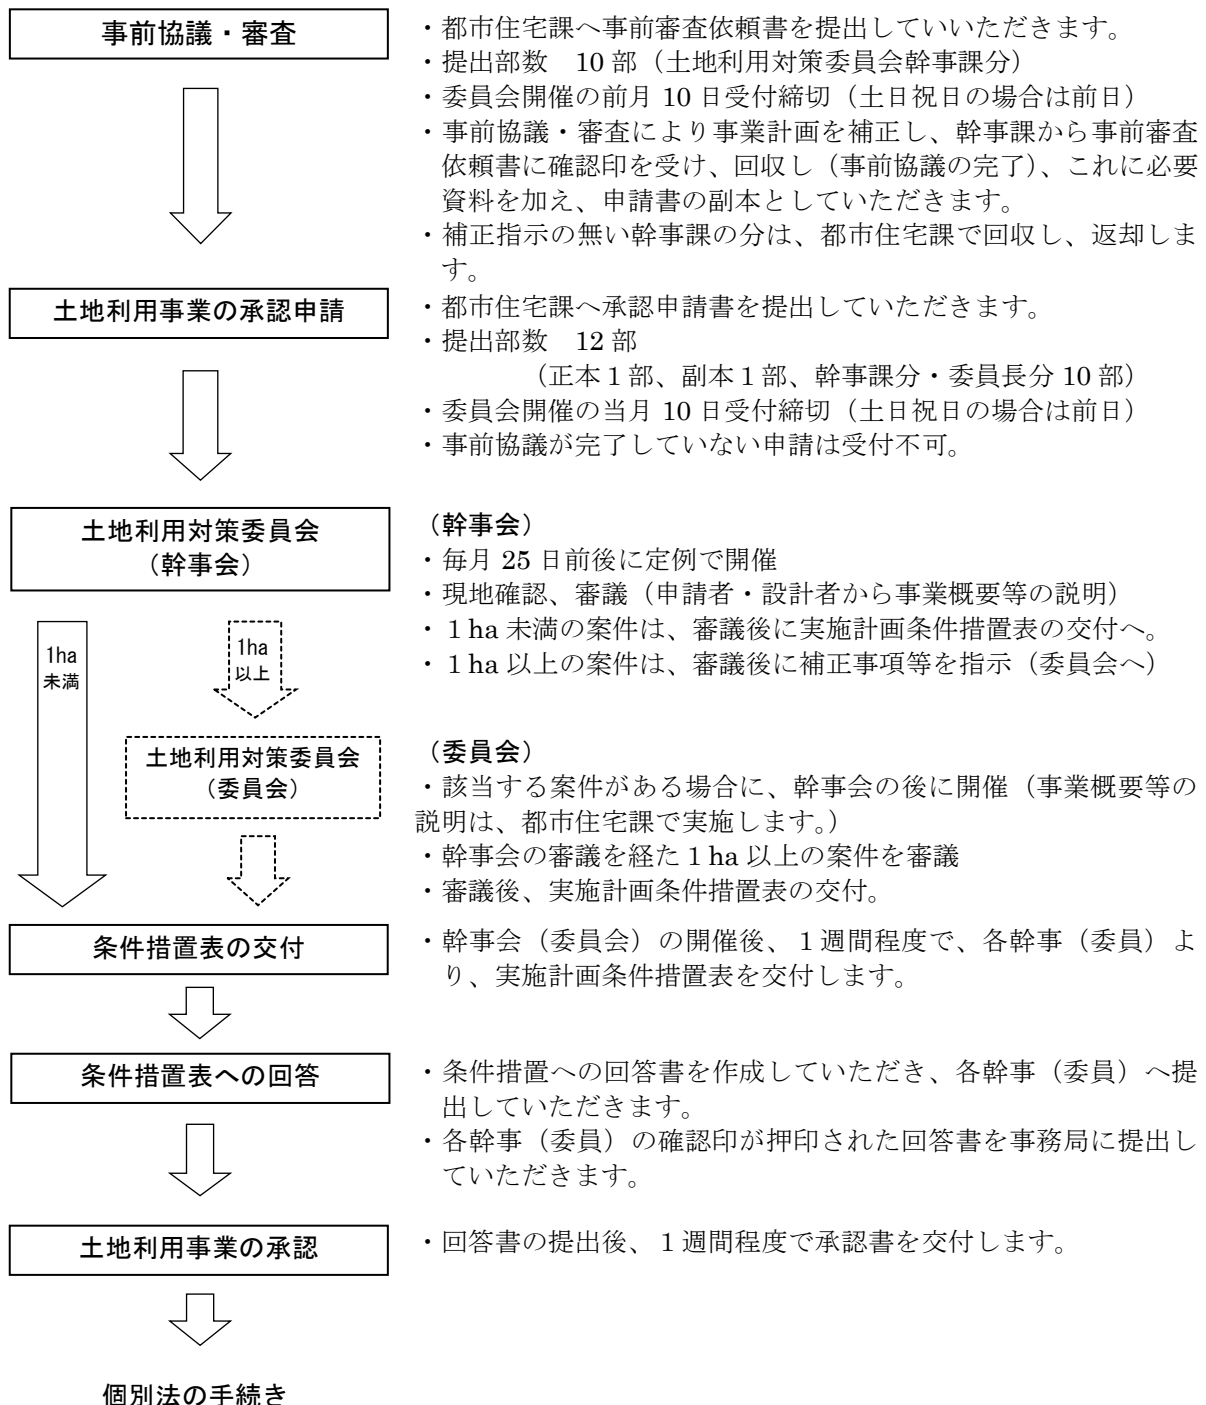 事前協議・審査
・都市住宅課へ事前審査依頼書を提出していいただきます。
・提出部数　10 部（土地利用対策委員会幹事課分）
・委員会開催の前月 10 日受付締切（土日祝日の場合は前日）
・事前協議・審査により事業計画を補正し、幹事課から事前審査
依頼書に確認印を受け、回収し（事前協議の完了）、これに必要
資料を加え、申請書の副本としていただきます。
・補正指示の無い幹事課の分は、都市住宅課で回収し、返却しま
す。
土地利用事業の承認申請
・都市住宅課へ承認申請書を提出していただきます。
・提出部数　12 部
（正本１部、副本１部、幹事課分・委員長分 10 部）
・委員会開催の当月 10 日受付締切（土日祝日の場合は前日）
・事前協議が完了していない申請は受付不可。
土地利用対策委員会
（幹事会）
（幹事会）
・毎月 25 日前後に定例で開催
・現地確認、審議（申請者・設計者から事業概要等の説明）
・１ha 未満の案件は、審議後に実施計画条件措置表の交付へ。
・１ha 以上の案件は、審議後に補正事項等を指示（委員会へ）
1ha
未満
1ha
以上
土地利用対策委員会
（委員会）
（委員会）
・該当する案件がある場合に、幹事会の後に開催（事業概要等の
説明は、都市住宅課で実施します。）
・幹事会の審議を経た１ha 以上の案件を審議
・審議後、実施計画条件措置表の交付。
条件措置表の交付
・幹事会（委員会）の開催後、１週間程度で、各幹事（委員）よ
り、実施計画条件措置表を交付します。
条件措置表への回答
・条件措置への回答書を作成していただき、各幹事（委員）へ提
出していただきます。
・各幹事（委員）の確認印が押印された回答書を事務局に提出し
ていただきます。
土地利用事業の承認
・回答書の提出後、１週間程度で承認書を交付します。
個別法の手続き